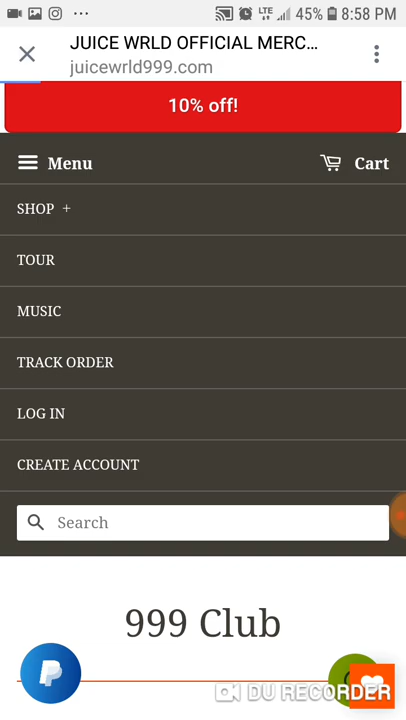 45% 8:58 PM
LTE
JUICE WRLD OFFICIAL MERC...
juicewrld999.com
10% off!
Menu
Cart
SHOP +
TOUR
MUSIC
TRACK ORDER
LOG IN
CREATE ACCOUNT
Search
999 Club
DU RECORDER